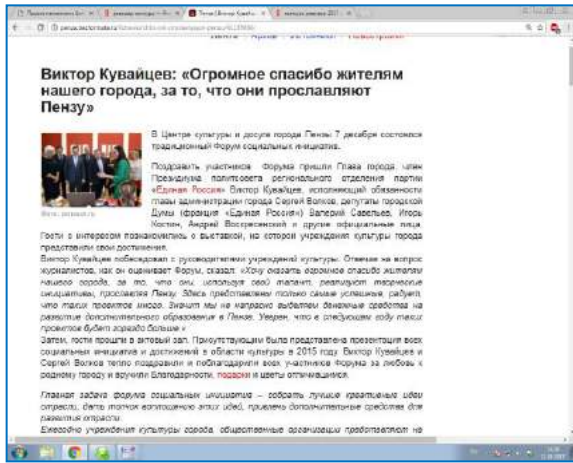 Виктор Кувайцев: «Огромное спасибо жителям
нашего города, за то, что они прославляют
Пензу»
В Центре культуры и досуга города Пензы 7 декабря состоялся
традиционный Форум социальных инициатив.
Поздравить участников Форума пришли Глава города, член
Президиума политсовета регионального отделения партии
«Единая Россия» Виктор Кувайцев, исполняющий обязанности
главы администрации города Сергей Волков, депутаты городской
Думы (фракция «Единая Россия») Валерий Савельев, Игорь
Костин, Андрей Воскресенский и другие официальные лица.
Гости с интересом познакомились с выставкой, на которой учреждения культуры города
представили свои достижения.
Виктор Кувайцев побеседовал с руководителями учреждений культуры. Отвечая на вопрос
журналистов, как он оценивает Форум, сказал: «Хочу сказать огромное спасибо жителям
нашего города, за то, что они, используя свой талант, реализуют творческие
инициативы, прославляя Пензу. Здесь представлены только самые успешные, радует,
что таких проектов много. Значит мы не напрасно выделяем денежные средства на
развитие дополнительного образования в Пензе. Уверен, что в следующем году таких
проектов будет гораздо больше.»
Затем, гости прошли в актовый зал. Присутствующим была представлена презентация всех
социальных инициатив и достижений в области культуры в 2015 году. Виктор Кувайцев и
Сергей Волков тепло поздравили и поблагодарили всех участников Форума за любовь к
родному городу и вручили Благодарности, подарки и цветы отличившимся.
Главная задача форума социальных инициатив – собрать лучшие креативные идеи
отрасли, дать толчок воплощению этих идей, привлечь дополнительные средства для
развития отрасли.
Ежегодно учреждения культуры города, общественные организации представляют на